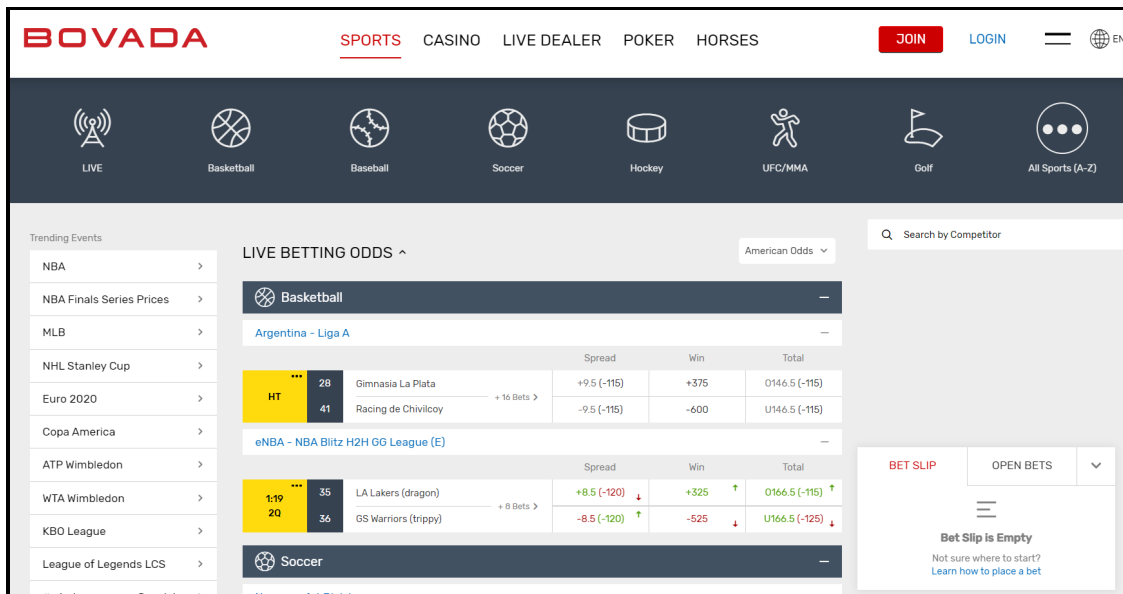 BOVADA
SPORTS CASINO LIVE DEALER POKER HORSES
JOIN LOGIN EN
LIVE Basketball Baseball Soccer Hockey UFC/MMA Golf All Sports (A-Z)
Trending Events
NBA
NBA Finals Series Prices
MLB
NHL Stanley Cup
Euro 2020
Copa America
ATP Wimbledon
WTA Wimbledon
KBO League
League of Legends LCS
LIVE BETTING ODDS
American Odds
Basketball
Argentina - Liga A
Spread Win Total
HT 28 Gimnasia La Plata +9.5 (-115) +375 O146.5 (-115)
+ 16 Bets
41 Racing de Chivilcoy -9.5 (-115) -600 U146.5 (-115)
eNBA - NBA Blitz H2H GG League (E)
Spread Win Total
1:19 35 LA Lakers (dragon) +8.5 (-120) +325 O166.5 (-115)
+ 8 Bets
2Q 36 GS Warriors (trippy) -8.5 (-120) -525 U166.5 (-125)
Soccer
Search by Competitor
BET SLIP OPEN BETS
Bet Slip is Empty
Not sure where to start?
Learn how to place a bet